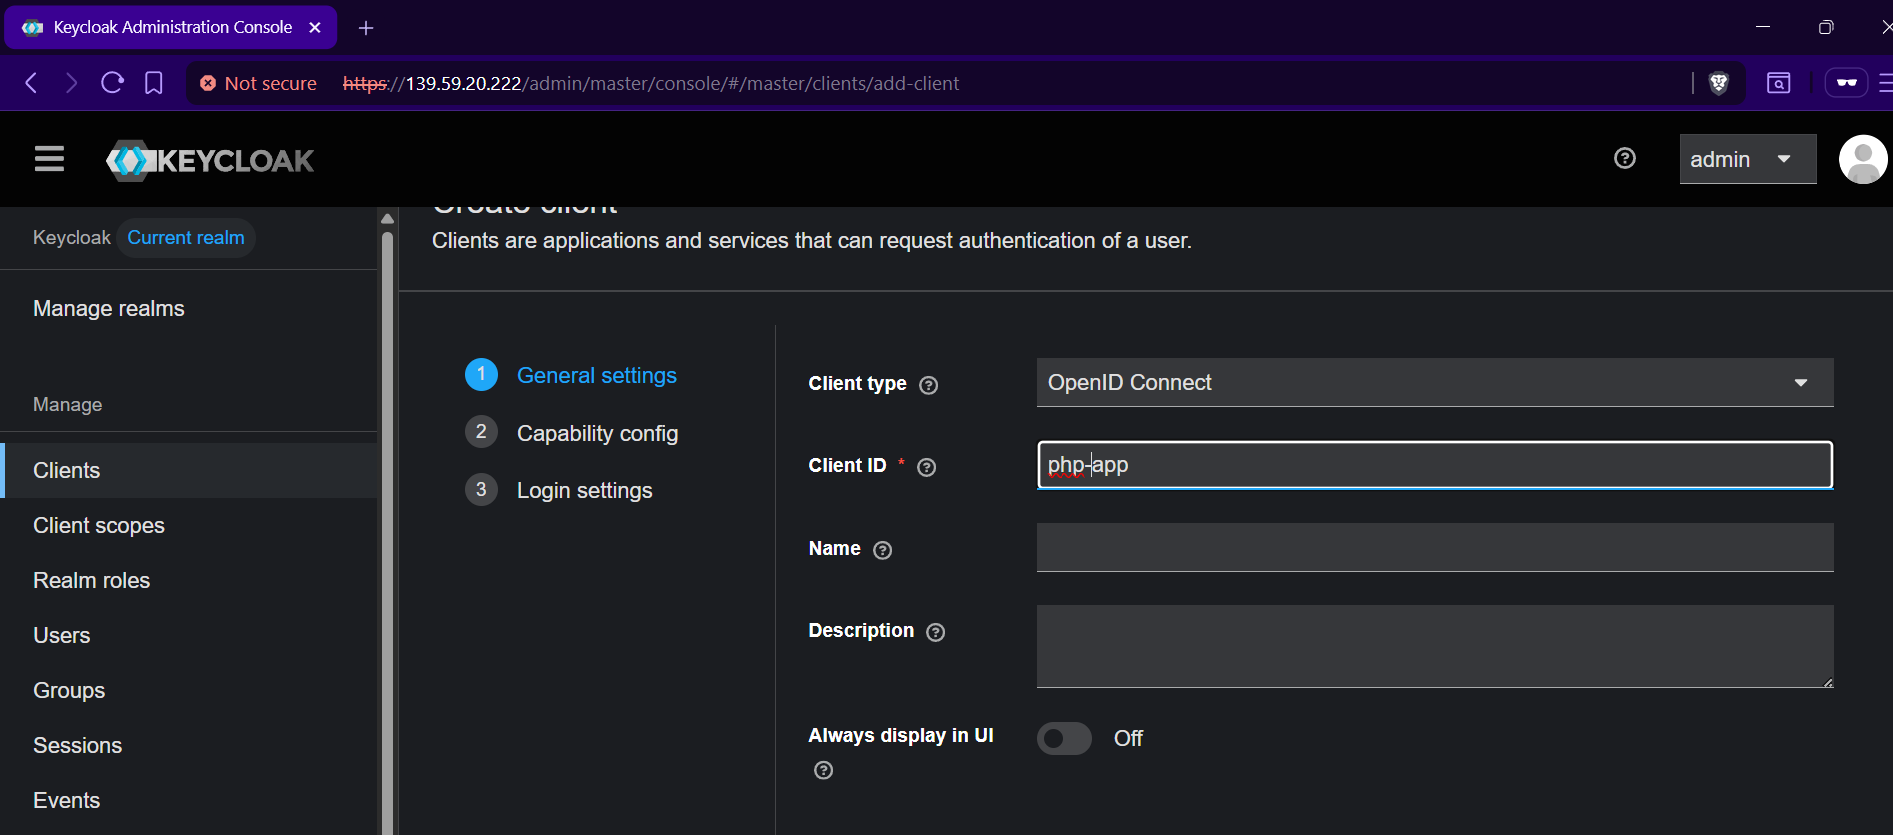 Keycloak Administration Console
Not secure https://139.59.20.222/admin/master/console/#/master/clients/add-client
KEYCLOAK
admin
Keycloak Current realm
Manage realms
Manage
Clients
Client scopes
Realm roles
Users
Groups
Sessions
Events
Create client
Clients are applications and services that can request authentication of a user.
1 General settings
2 Capability config
3 Login settings
Client type OpenID Connect
Client ID * php-app
Name
Description
Always display in UI Off